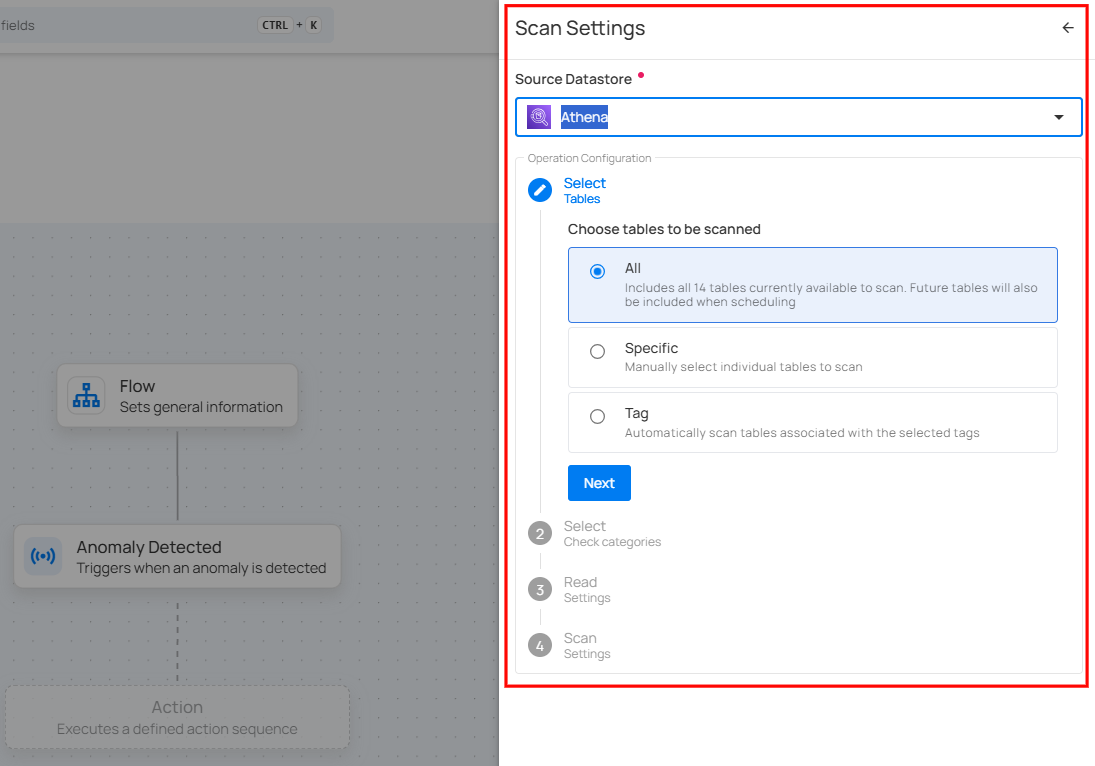 fields
CTRL + K
Scan Settings
Source Datastore
Athena
Operation Configuration
Select
Tables
Choose tables to be scanned
All
Includes all 14 tables currently available to scan. Future tables will also
be included when scheduling
Specific
Manually select individual tables to scan
Tag
Automatically scan tables associated with the selected tags
Next
2
Select
Check categories
3
Read
Settings
4
Scan
Settings
Flow
Sets general information
Anomaly Detected
Triggers when an anomaly is detected
Action
Executes a defined action sequence